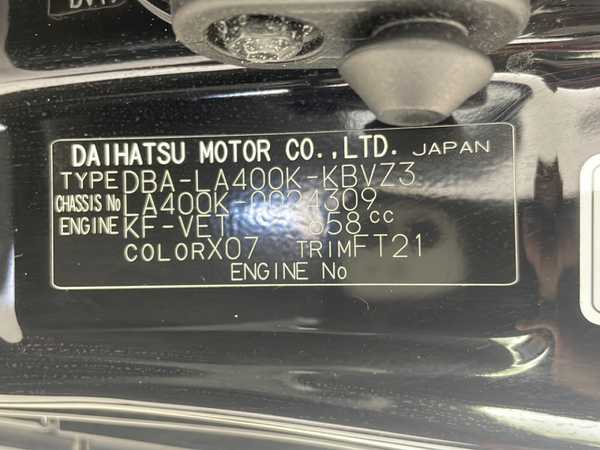 DAIHATSU MOTOR CO.,LTD. JAPAN
TYPE DBA-LA400K-KBVZ3
CHASSIS No LA400K-0024309
ENGINE KF-VET 658 cc
COLOR X07 TRIM FT21
ENGINE No